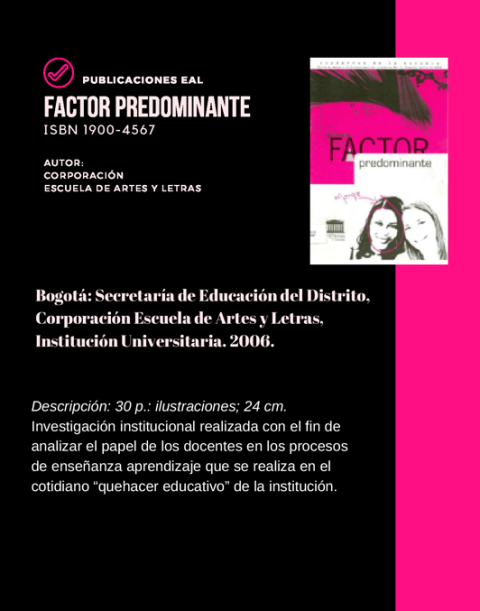 PUBLICACIONES EAL
FACTOR PREDOMINANTE
ISBN 1900-4567
AUTOR:
CORPORACIÓN
ESCUELA DE ARTES Y LETRAS
FACTOR
predominante
Bogotá: Secretaría de Educación del Distrito,
Corporación Escuela de Artes y Letras,
Institución Universitaria. 2006.
Descripción: 30 p.: ilustraciones; 24 cm.
Investigación institucional realizada con el fin de
analizar el papel de los docentes en los procesos
de enseñanza aprendizaje que se realiza en el
cotidiano “quehacer educativo” de la institución.